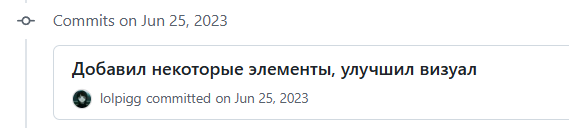 Commits on Jun 25, 2023
Добавил некоторые элементы, улучшил визуал
lolpigg committed on Jun 25, 2023